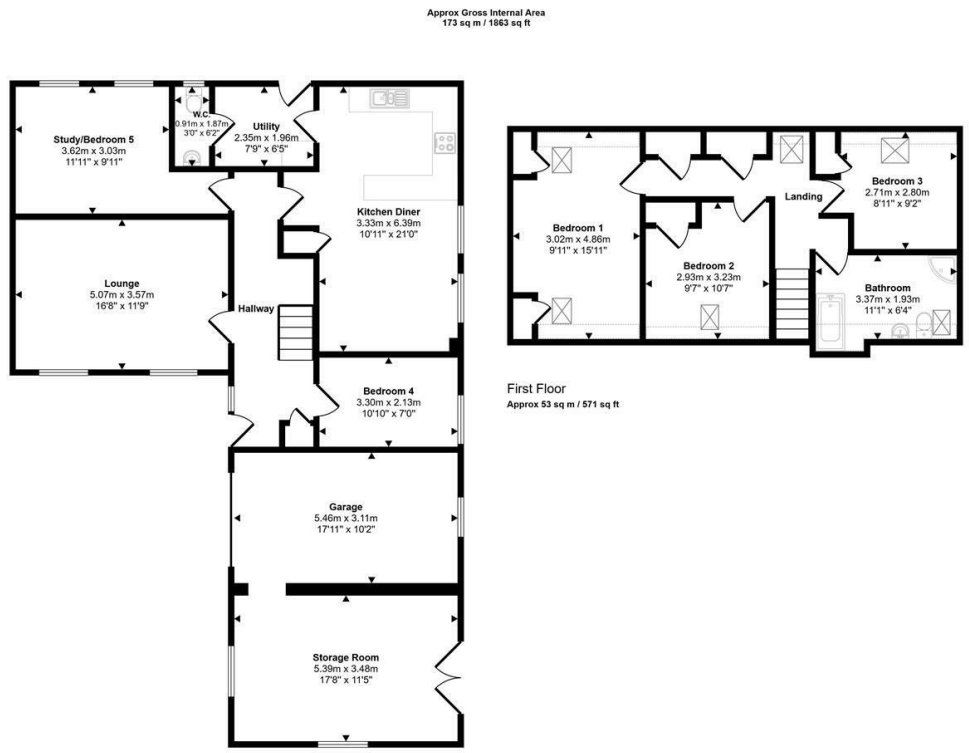 Approx Gross Internal Area
173 sq m / 1863 sq ft
Study/Bedroom 5
3.62m x 3.03m
11'11" x 9'11"
W.C.
0.91m x 1.87m
3'0" x 6'2"
Utility
2.35m x 1.96m
7'9" x 6'5"
Kitchen Diner
3.33m x 6.39m
10'11" x 21'0"
Lounge
5.07m x 3.57m
16'8" x 11'9"
Hallway
Bedroom 4
3.30m x 2.13m
10'10" x 7'0"
Garage
5.46m x 3.11m
17'11" x 10'2"
Storage Room
5.39m x 3.48m
17'8" x 11'5"
Bedroom 1
3.02m x 4.86m
9'11" x 15'11"
Bedroom 2
2.93m x 3.23m
9'7" x 10'7"
Landing
Bedroom 3
2.71m x 2.80m
8'11" x 9'2"
Bathroom
3.37m x 1.93m
11'1" x 6'4"
First Floor
Approx 53 sq m / 571 sq ft